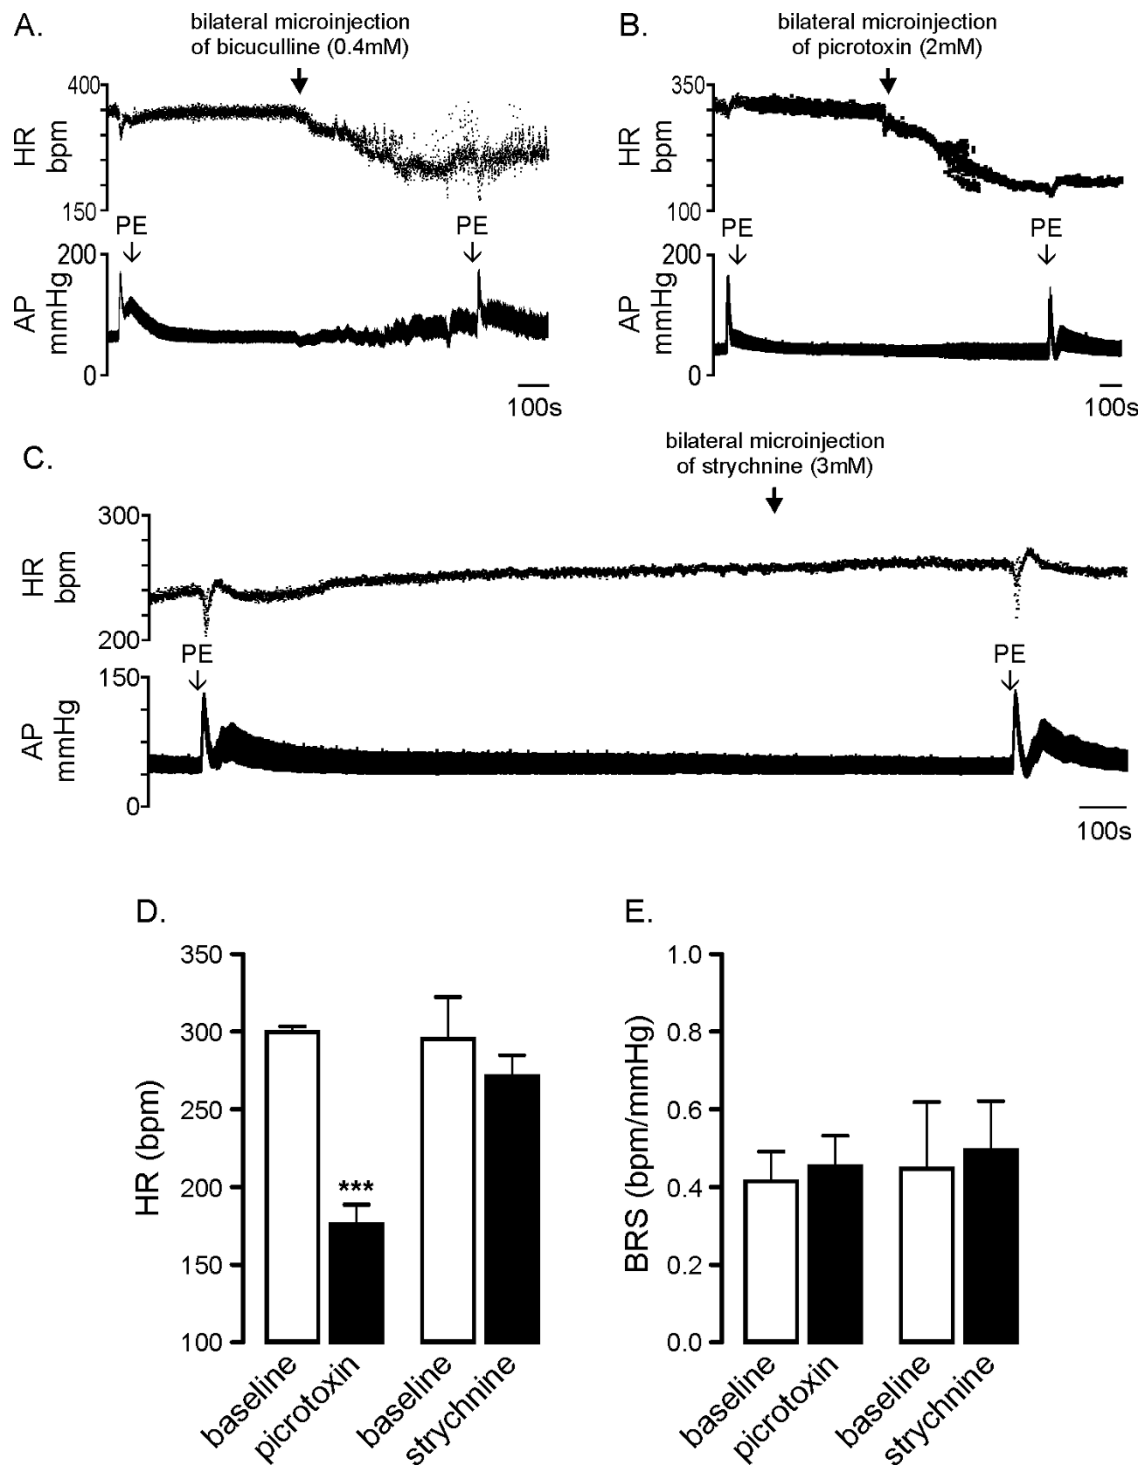 A.
bilateral microinjection
of bicuculline (0.4mM)
400
HR
bpm
150
PE
PE
200
AP
mmHg
0
100s
B.
bilateral microinjection
of picrotoxin (2mM)
350
HR
bpm
100
PE
PE
200
AP
mmHg
0
100s
C.
bilateral microinjection
of strychnine (3mM)
300
HR
bpm
200
PE
PE
150
AP
mmHg
0
100s
D.
350
300
250
200
150
100
HR (bpm)
***
baseline
picrotoxin
baseline
strychnine
E.
1.0
0.8
0.6
0.4
0.2
0.0
BRS (bpm/mmHg)
baseline
picrotoxin
baseline
strychnine